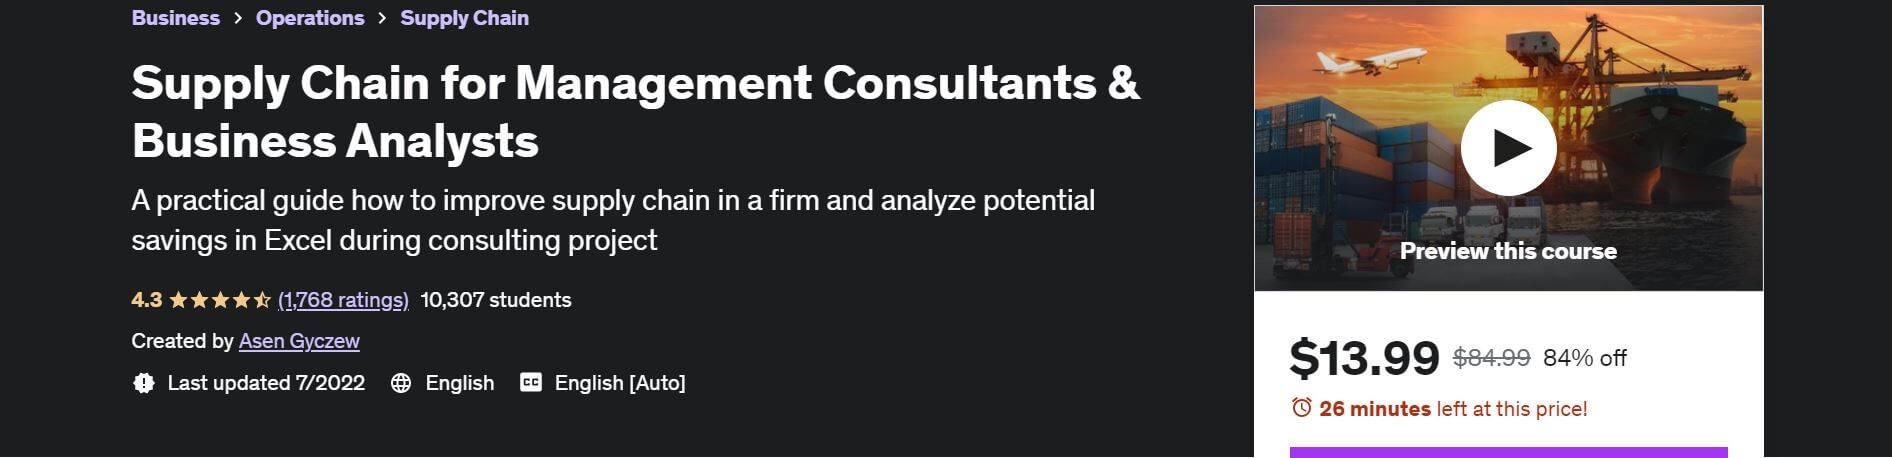 Business > Operations > Supply Chain
Supply Chain for Management Consultants &
Business Analysts
A practical guide how to improve supply chain in a firm and analyze potential
savings in Excel during consulting project
4.3 (1,768 ratings) 10,307 students
Created by Asen Gyczew
Last updated 7/2022 English CC English [Auto]
Preview this course
$13.99 $84.99 84% off
26 minutes left at this price!